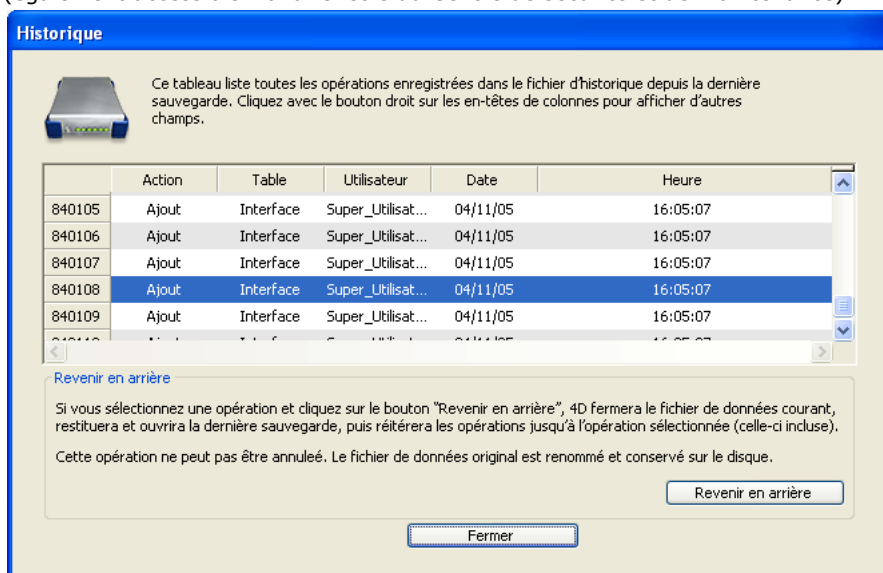 Historique
Ce tableau liste toutes les opérations enregistrées dans le fichier d'historique depuis la dernière
sauvegarde. Cliquez avec le bouton droit sur les en-têtes de colonnes pour afficher d'autres
champs.
Action Table Utilisateur Date Heure
840105 Ajout Interface Super_Utilisat... 04/11/05 16:05:07
840106 Ajout Interface Super_Utilisat... 04/11/05 16:05:07
840107 Ajout Interface Super_Utilisat... 04/11/05 16:05:07
840108 Ajout Interface Super_Utilisat... 04/11/05 16:05:07
840109 Ajout Interface Super_Utilisat... 04/11/05 16:05:07
Revenir en arrière
Si vous sélectionnez une opération et cliquez sur le bouton "Revenir en arrière", 4D fermera le fichier de données courant,
restituera et ouvrira la dernière sauvegarde, puis réitérera les opérations jusqu'à l'opération sélectionnée (celle-ci incluse).
Cette opération ne peut pas être annuleé. Le fichier de données original est renommé et conservé sur le disque.
Revenir en arrière
Fermer